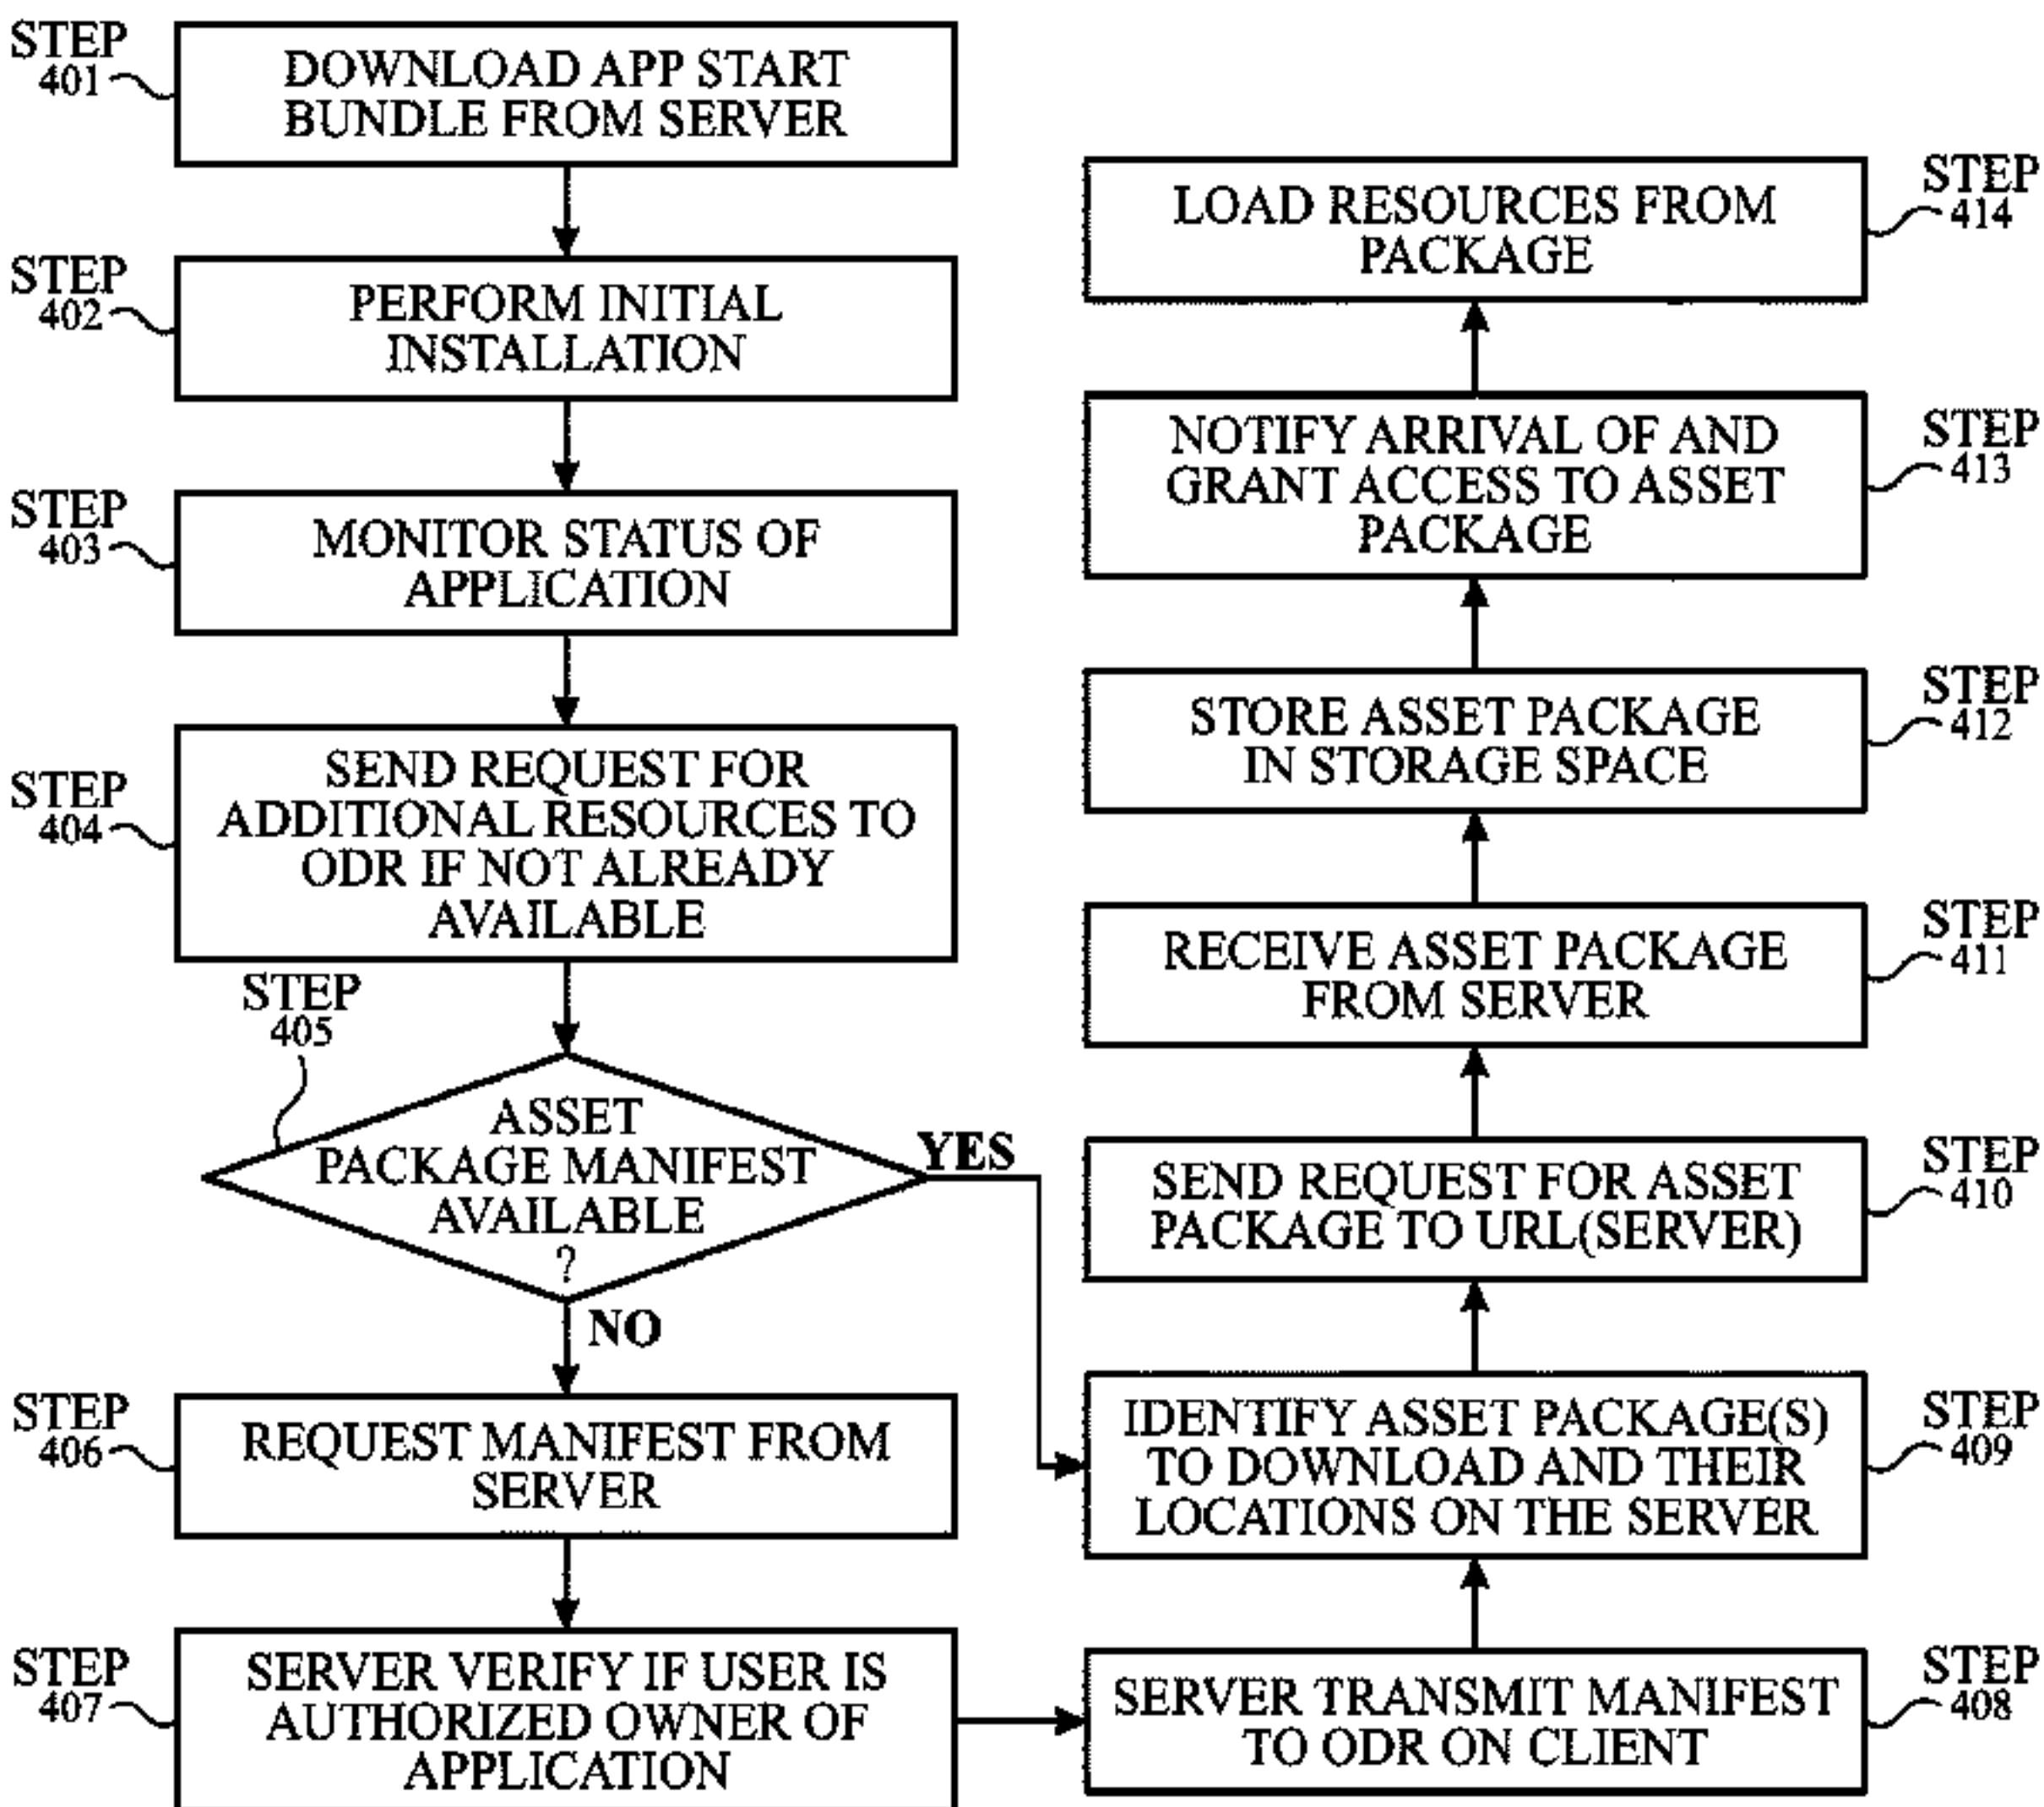 STEP
401
DOWNLOAD APP START
BUNDLE FROM SERVER
STEP
402
PERFORM INITIAL
INSTALLATION
STEP
403
MONITOR STATUS OF
APPLICATION
STEP
404
SEND REQUEST FOR
ADDITIONAL RESOURCES TO
ODR IF NOT ALREADY
AVAILABLE
STEP
405
ASSET
PACKAGE MANIFEST
AVAILABLE
?
YES
NO
STEP
406
REQUEST MANIFEST FROM
SERVER
STEP
407
SERVER VERIFY IF USER IS
AUTHORIZED OWNER OF
APPLICATION
SERVER TRANSMIT MANIFEST
TO ODR ON CLIENT
STEP
408
IDENTIFY ASSET PACKAGE(S)
TO DOWNLOAD AND THEIR
LOCATIONS ON THE SERVER
STEP
409
SEND REQUEST FOR ASSET
PACKAGE TO URL(SERVER)
STEP
410
RECEIVE ASSET PACKAGE
FROM SERVER
STEP
411
STORE ASSET PACKAGE
IN STORAGE SPACE
STEP
412
NOTIFY ARRIVAL OF AND
GRANT ACCESS TO ASSET
PACKAGE
STEP
413
LOAD RESOURCES FROM
PACKAGE
STEP
414